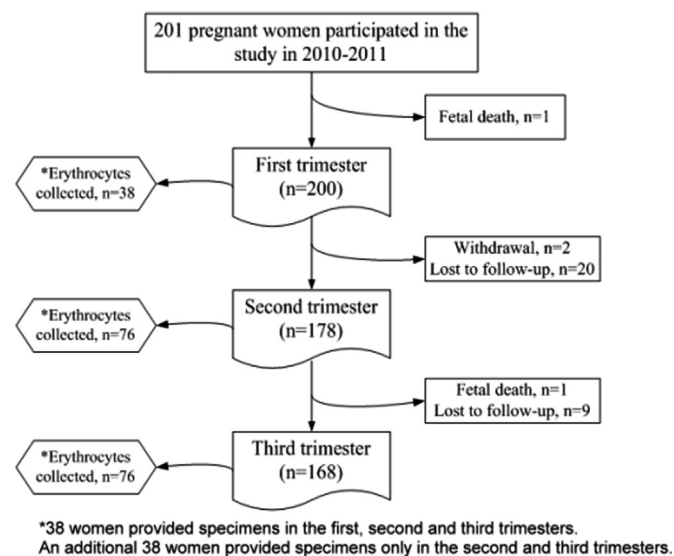 201 pregnant women participated in the
study in 2010-2011
Fetal death, n=1
First trimester
(n=200)
*Erythrocytes
collected, n=38
Withdrawal, n=2
Lost to follow-up, n=20
Second trimester
(n=178)
*Erythrocytes
collected, n=76
Fetal death, n=1
Lost to follow-up, n=9
Third trimester
(n=168)
*Erythrocytes
collected, n=76
*38 women provided specimens in the first, second and third trimesters.
An additional 38 women provided specimens only in the second and third trimesters.